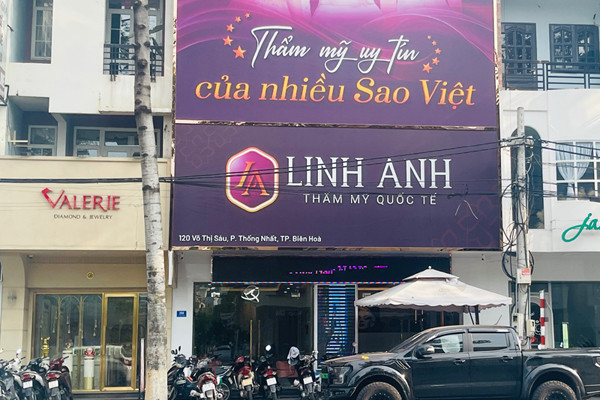 Thẩm mỹ uy tín
của nhiều Sao Việt
LINH ANH
THẨM MỸ QUỐC TẾ
120 Võ Thị Sáu, P. Thống Nhất, TP. Biên Hoà
VALERIE
DIAMOND & JEWELRY